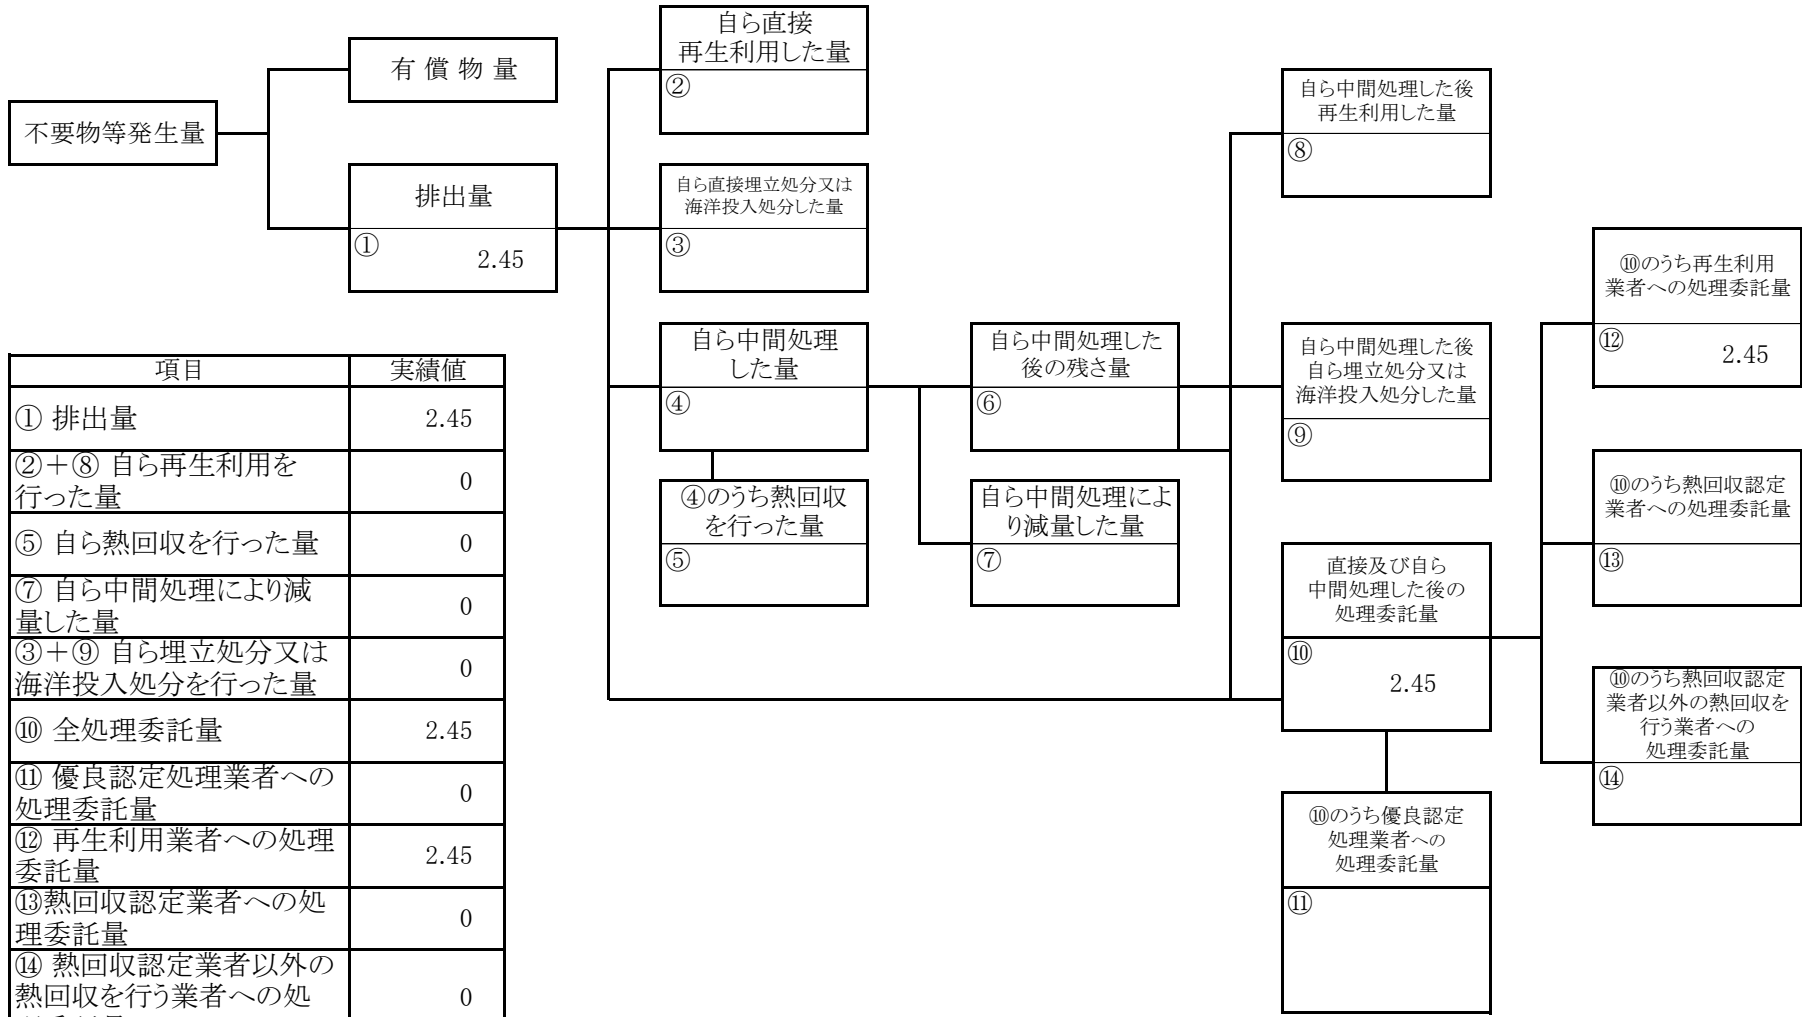 不要物等発生量
有 償 物 量
排出量
①
2.45
自ら直接
再生利用した量
②
自ら直接埋立処分又は
海洋投入処分した量
③
自ら中間処理
した量
④
④のうち熱回収
を行った量
⑤
自ら中間処理した
後の残さ量
⑥
自ら中間処理によ
り減量した量
⑦
自ら中間処理した後
再生利用した量
⑧
自ら中間処理した後
自ら埋立処分又は
海洋投入処分した量
⑨
直接及び自ら
中間処理した後の
処理委託量
⑩
2.45
⑩のうち優良認定
処理業者への
処理委託量
⑪
⑩のうち再生利用
業者への処理委託量
⑫
2.45
⑩のうち熱回収認定
業者への処理委託量
⑬
⑩のうち熱回収認定
業者以外の熱回収を
行う業者への
処理委託量
⑭
項目 実績値
① 排出量 2.45
②+⑧ 自ら再生利用を
行った量 0
⑤ 自ら熱回収を行った量 0
⑦ 自ら中間処理により減
量した量 0
③+⑨ 自ら埋立処分又は
海洋投入処分を行った量 0
⑩ 全処理委託量 2.45
⑪ 優良認定処理業者への
処理委託量 0
⑫ 再生利用業者への処理
委託量 2.45
⑬熱回収認定業者への処
理委託量 0
⑭ 熱回収認定業者以外の
熱回収を行う業者への処 0